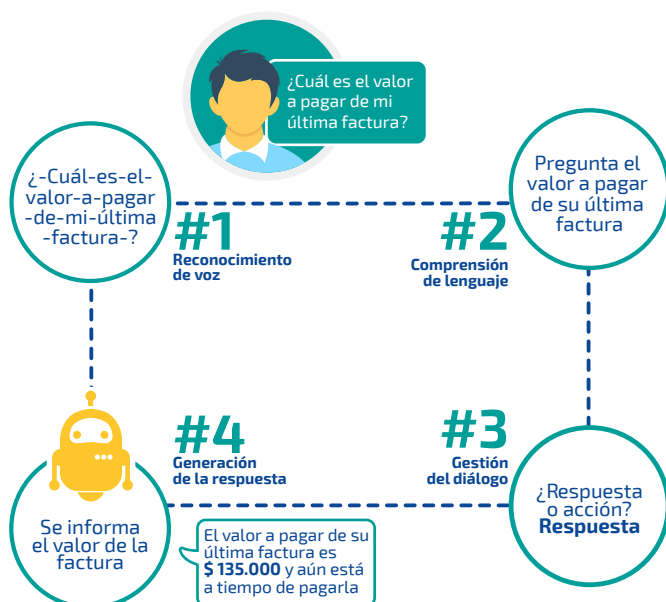 ¿Cuál es el valor
a pagar de mi
última factura?
¿-Cuál-es-el-
valor-a-pagar
-de-mi-última
-factura-?
#1
Reconocimiento
de voz
#2
Comprensión
de lenguaje
Pregunta el
valor a pagar
de su última
factura
#3
Gestión
del diálogo
¿Respuesta
o acción?
Respuesta
#4
Generación
de la respuesta
Se informa
el valor de la
factura
El valor a pagar de su
última factura es
$ 135.000 y aún está
a tiempo de pagarla